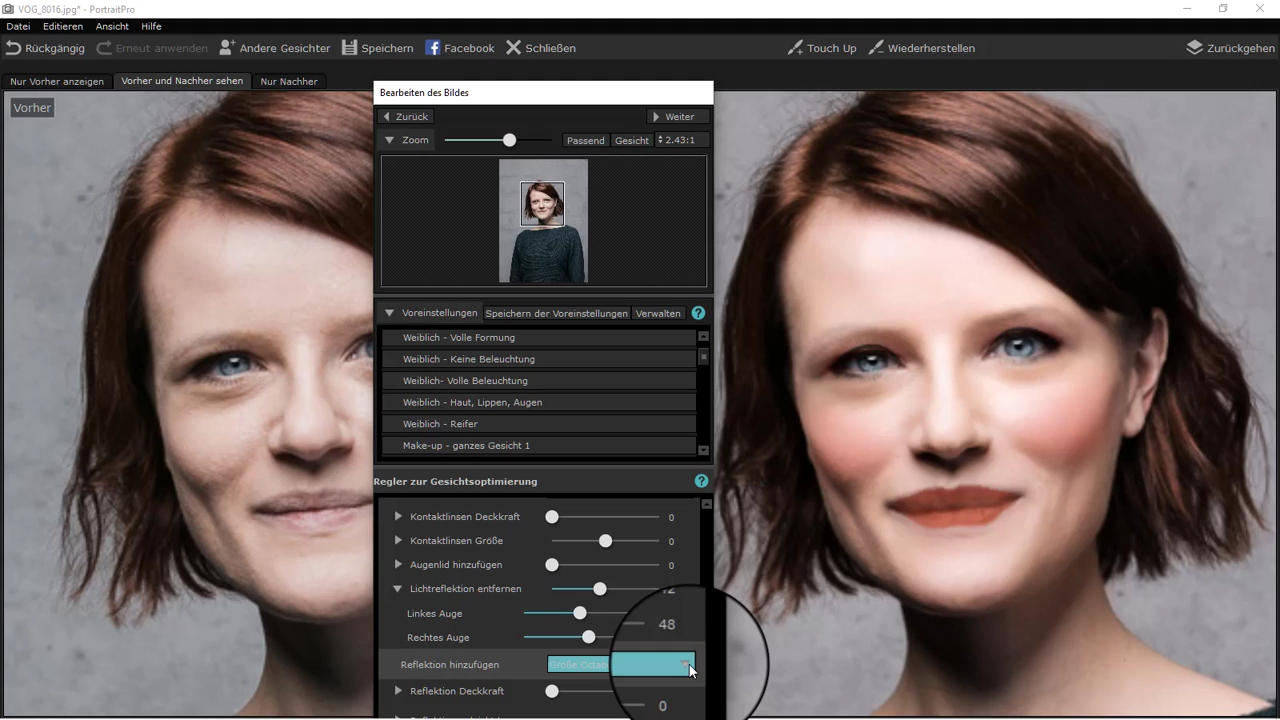 VOG_8016.jpg* - PortraitPro
Datei Editieren Ansicht Hilfe
Rückgängig Erneut anwenden Andere Gesichter Speichern Facebook Schließen Touch Up Wiederherstellen Zurückgehen
Nur Vorher anzeigen Vorher und Nachher sehen Nur Nachher
Vorher
Bearbeiten des Bildes
Zurück Weiter
Zoom Passend Gesicht 2.43:1
Voreinstellungen Speichern der Voreinstellungen Verwalten ?
Weiblich - Volle Formung
Weiblich - Keine Beleuchtung
Weiblich- Volle Beleuchtung
Weiblich - Haut, Lippen, Augen
Weiblich - Reifer
Make-up - ganzes Gesicht 1
Regler zur Gesichtsoptimierung ?
Kontaktlinsen Deckkraft 0
Kontaktlinsen Größe 0
Augenlid hinzufügen 0
Lichtreflektion entfernen
Linkes Auge 48
Rechtes Auge
Reflektion hinzufügen Große
Reflektion Deckkraft 0